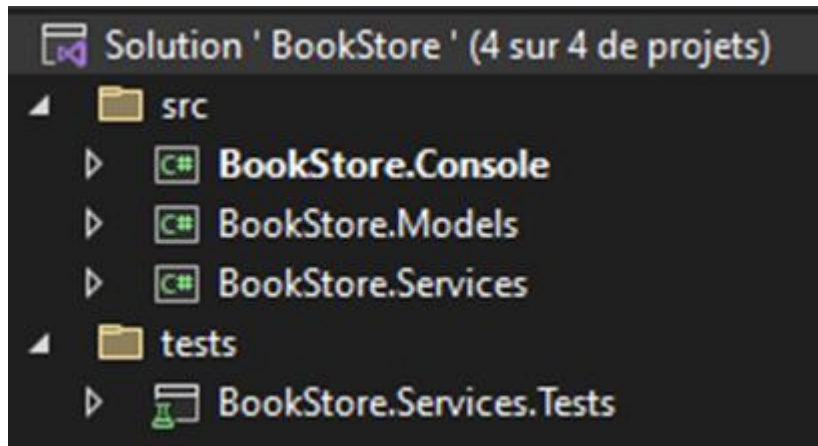 Solution ' BookStore ' (4 sur 4 de projets)
src
C# BookStore.Console
C# BookStore.Models
C# BookStore.Services
tests
BookStore.Services.Tests